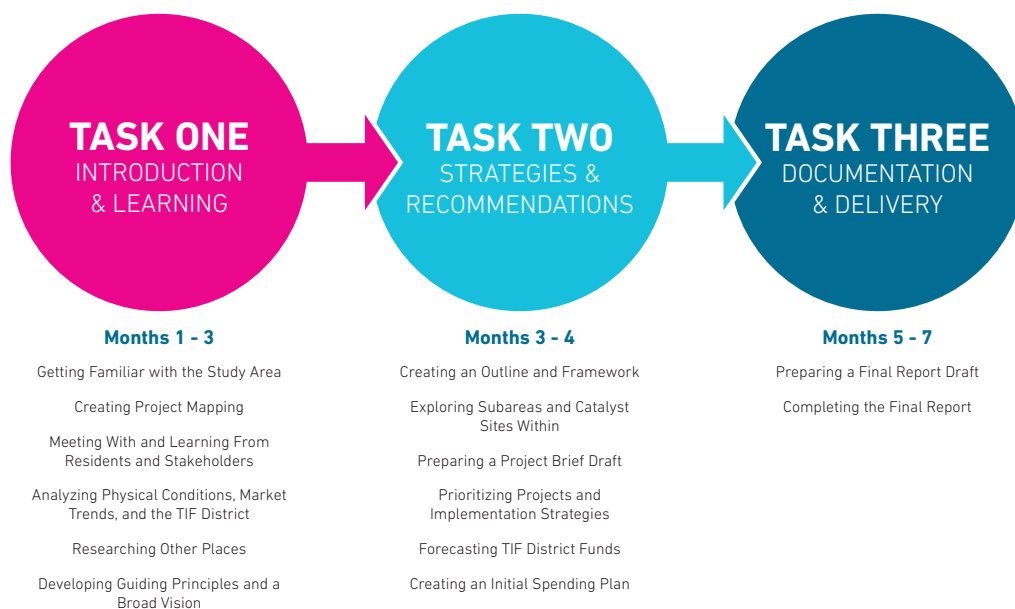 TASK ONE
INTRODUCTION
& LEARNING
Months 1 - 3
Getting Familiar with the Study Area
Creating Project Mapping
Meeting With and Learning From
Residents and Stakeholders
Analyzing Physical Conditions, Market
Trends, and the TIF District
Researching Other Places
Developing Guiding Principles and a
Broad Vision
TASK TWO
STRATEGIES &
RECOMMENDATIONS
Months 3 - 4
Creating an Outline and Framework
Exploring Subareas and Catalyst
Sites Within
Preparing a Project Brief Draft
Prioritizing Projects and
Implementation Strategies
Forecasting TIF District Funds
Creating an Initial Spending Plan
TASK THREE
DOCUMENTATION
& DELIVERY
Months 5 - 7
Preparing a Final Report Draft
Completing the Final Report